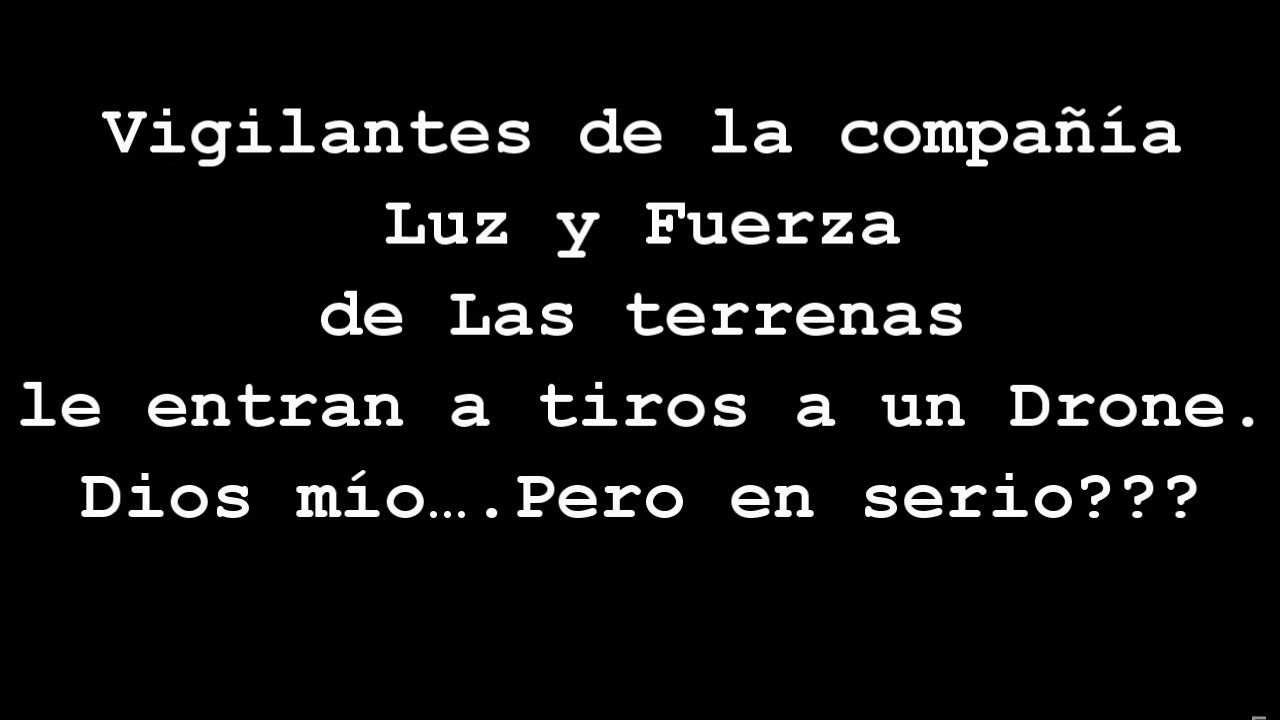 Vigilantes de la compañía
Luz y Fuerza
de Las terrenas
le entran a tiros a un Drone.
Dios mío….Pero en serio???